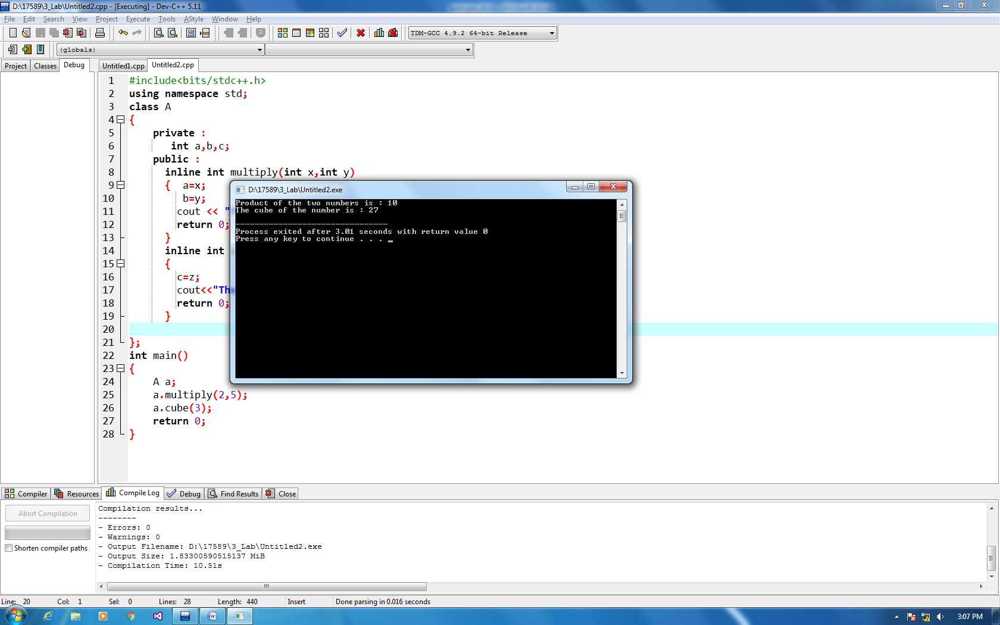 D:\17589\3_Lab\Untitled2.cpp - [Executing] - Dev-C++ 5.11
File Edit Search View Project Execute Tools AStyle Window Help
TDM-GCC 4.9.2 64-bit Release
(globals)
Project Classes Debug
Untitled1.cpp Untitled2.cpp
1 #include<bits/stdc++.h>
2 using namespace std;
3 class A
4 {
5 private :
6 int a,b,c;
7 public :
8 inline int multiply(int x,int y)
9 { a=x;
10 b=y;
11 cout << "
12 return 0;
13 }
14 inline int
15 {
16 c=z;
17 cout<<"Th
18 return 0;
19 }
20
21 };
22 int main()
23 {
24 A a;
25 a.multiply(2,5);
26 a.cube(3);
27 return 0;
28 }
D:\17589\3_Lab\Untitled2.exe
Product of the two numbers is : 10
The cube of the number is : 27
--------------------------------
Process exited after 3.01 seconds with return value 0
Press any key to continue . . . _
Compiler Resources Compile Log Debug Find Results Close
Abort Compilation
Shorten compiler paths
Compilation results...
--------
- Errors: 0
- Warnings: 0
- Output Filename: D:\17589\3_Lab\Untitled2.exe
- Output Size: 1.83300590515137 MiB
- Compilation Time: 10.51s
Line: 20 Col: 1 Sel: 0 Lines: 28 Length: 440 Insert Done parsing in 0.016 seconds
3:07 PM